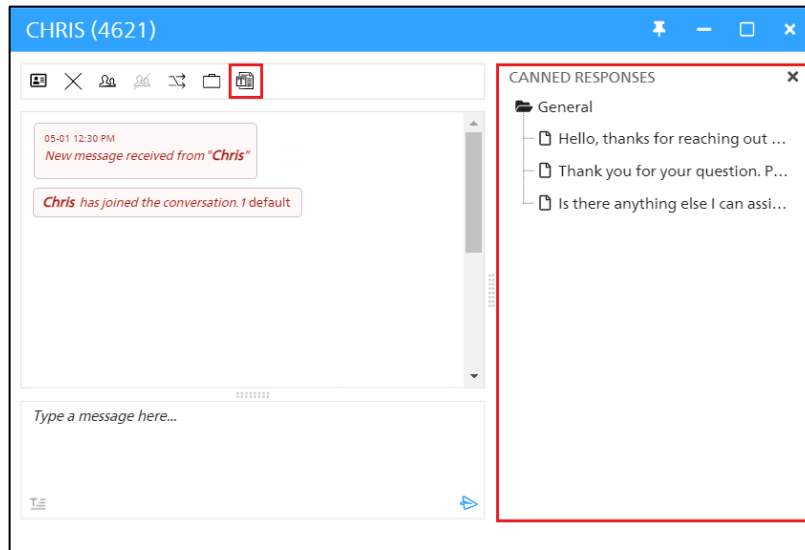 CHRIS (4621)
CANNED RESPONSES
General
Hello, thanks for reaching out ...
Thank you for your question. P...
Is there anything else I can assi...
05-01 12:30 PM
New message received from "Chris"
Chris has joined the conversation.1 default
Type a message here...